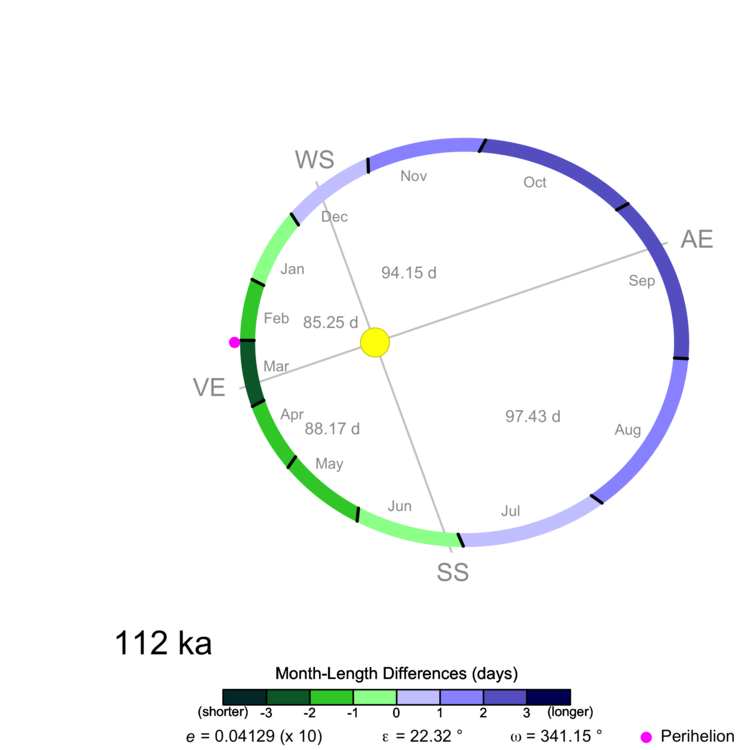 WS
Nov
Oct
Dec
AE
Jan
94.15 d
Sep
Feb
85.25 d
Mar
VE
Apr
88.17 d
97.43 d
Aug
May
Jun
Jul
SS
112 ka
Month-Length Differences (days)
(shorter) -3 -2 -1 0 1 2 3 (longer)
e = 0.04129 (x 10) ε = 22.32 ° ω = 341.15 ° Perihelion